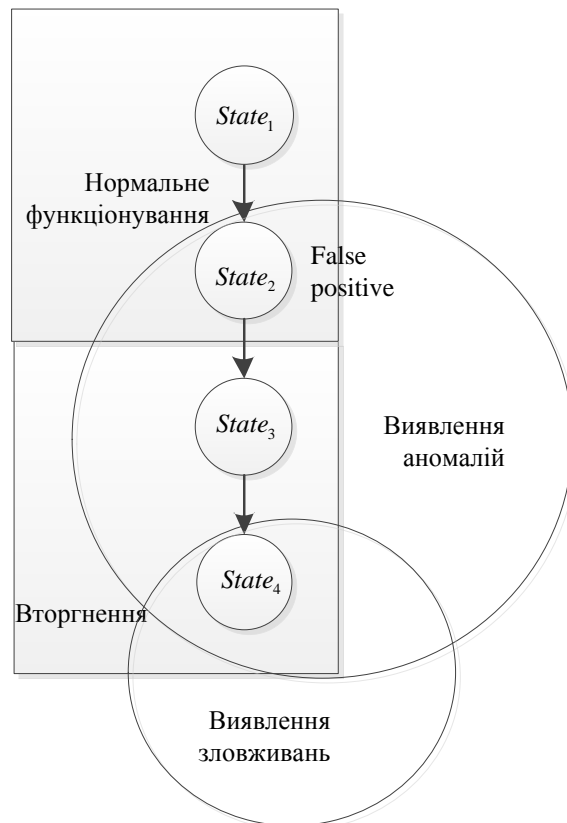 State1
Нормальне
функціонування
False
positive
State2
State3
Виявлення
аномалій
State4
Вторгнення
Виявлення
зловживань